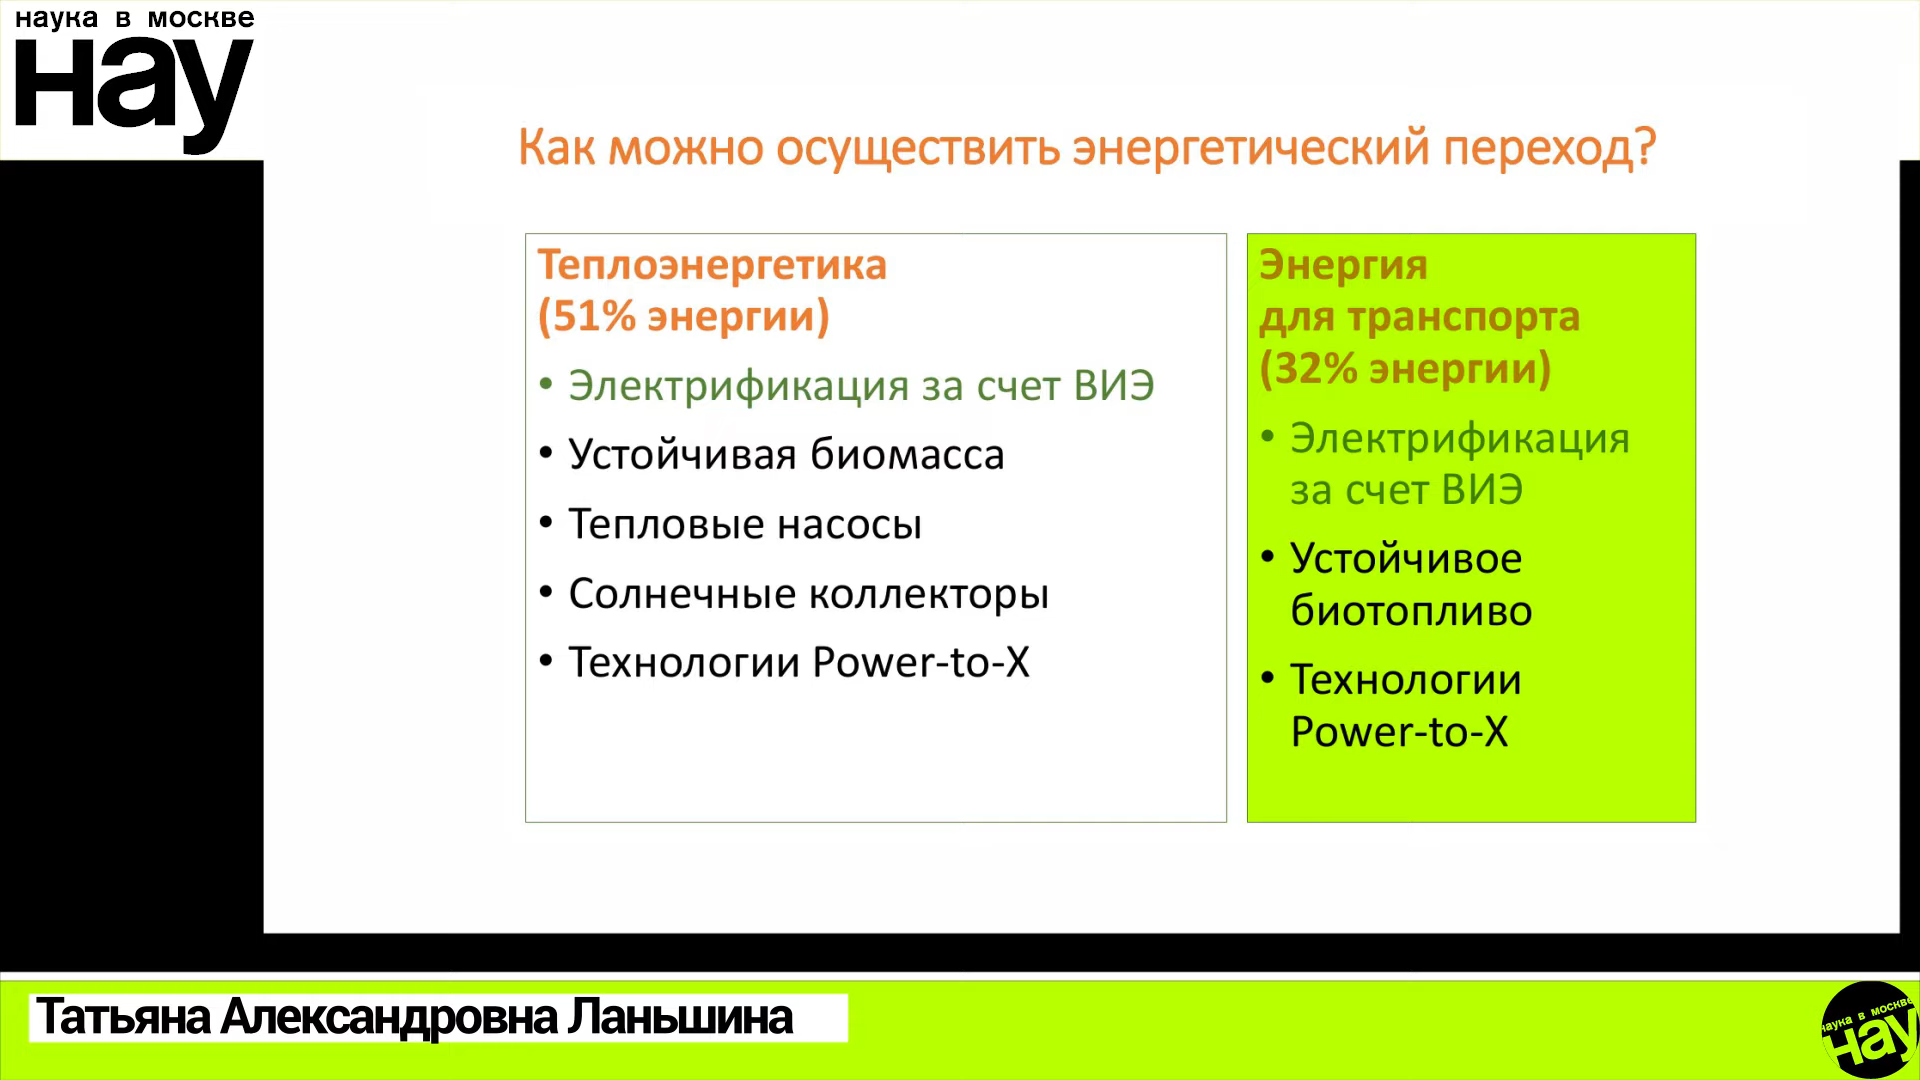 наука в москве
нау
Как можно осуществить энергетический переход?
Теплоэнергетика
(51% энергии)
• Электрификация за счет ВИЭ
• Устойчивая биомасса
• Тепловые насосы
• Солнечные коллекторы
• Технологии Power-to-X
Энергия
для транспорта
(32% энергии)
• Электрификация
за счет ВИЭ
• Устойчивое
биотопливо
• Технологии
Power-to-X
Татьяна Александровна Ланьшина
наука в москве
нау